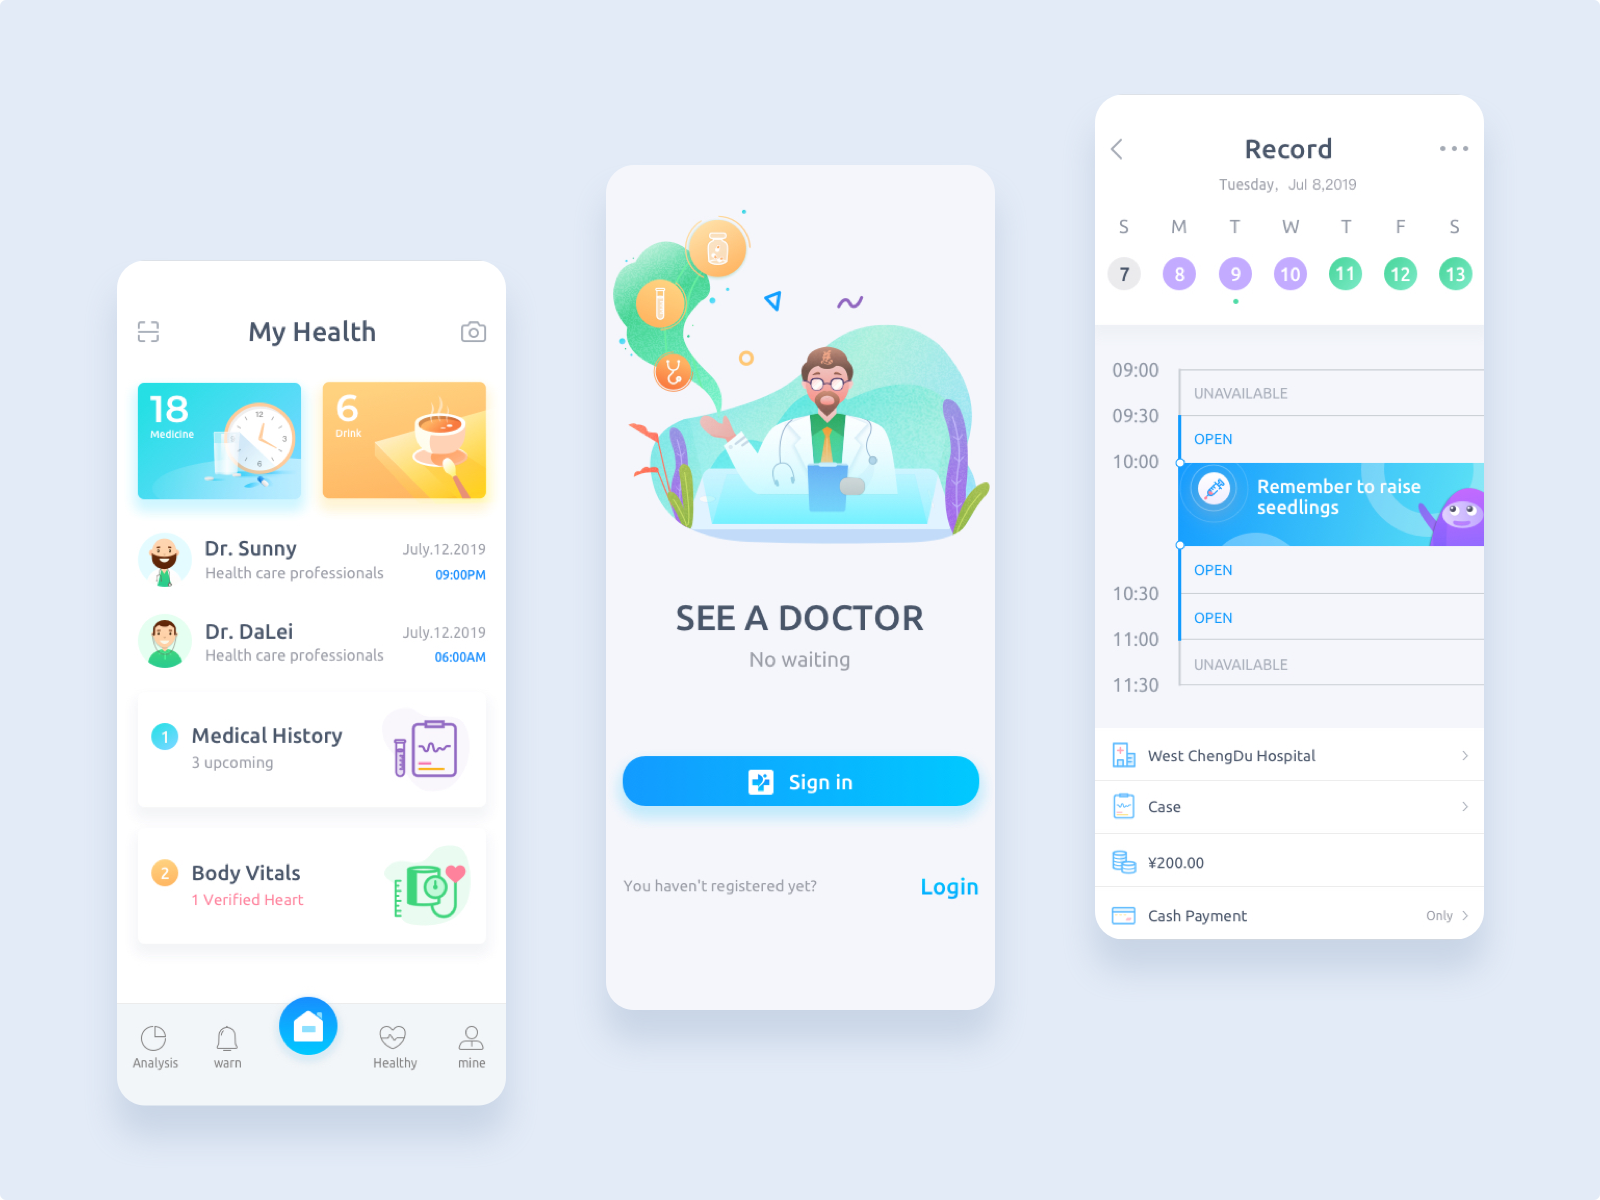 My Health
18
Medicine
12
3
6
6
Drink
Dr. Sunny
July.12.2019
Health care professionals
09:00PM
Dr. DaLei
July.12.2019
Health care professionals
06:00AM
1
Medical History
3 upcoming
2
Body Vitals
1 Verified Heart
Analysis
warn
Healthy
mine
SEE A DOCTOR
No waiting
Sign in
You haven't registered yet?
Login
Record
Tuesday, Jul 8,2019
S M T W T F S
7 8 9 10 11 12 13
09:00
UNAVAILABLE
09:30
OPEN
10:00
Remember to raise
seedlings
OPEN
10:30
OPEN
11:00
UNAVAILABLE
11:30
West ChengDu Hospital
Case
¥200.00
Cash Payment
Only